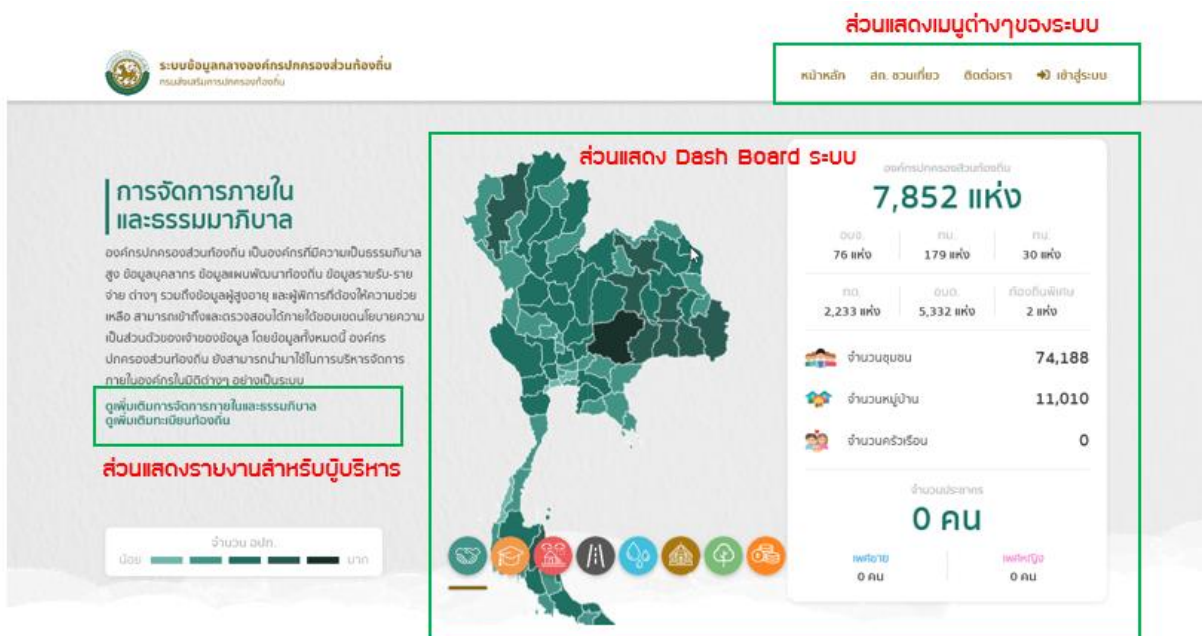 ส่วนแสดงเมนูต่างๆของระบบ
ระบบข้อมูลกลางองค์กรปกครองส่วนท้องถิ่น
กรมส่งเสริมการปกครองท้องถิ่น
หน้าหลัก สถ. ชวนเที่ยว ติดต่อเรา เข้าสู่ระบบ
ส่วนแสดง Dash Board ระบบ
การจัดการภายใน
และธรรมมาภิบาล
องค์กรปกครองส่วนท้องถิ่น เป็นองค์กรที่มีความเป็นธรรมภิบาล
สูง ข้อมูลบุคลากร ข้อมูลแผนพัฒนาท้องถิ่น ข้อมูลรายรับ-ราย
จ่าย ต่างๆ รวมถึงข้อมูลผู้สูงอายุ และผู้พิการที่ต้องให้ความช่วย
เหลือ สามารถเข้าถึงและตรวจสอบได้ภายใต้ขอบเขตนโยบายความ
เป็นส่วนตัวของเจ้าของข้อมูล โดยข้อมูลทั้งหมดนี้ องค์กร
ปกครองส่วนท้องถิ่น ยังสามารถนำมาใช้ในการบริหารจัดการ
ภายในองค์กรในมิติต่างๆ อย่างเป็นระบบ
ดูเพิ่มเติมการจัดการภายในและธรรมภิบาล
ดูเพิ่มเติมทะเบียนท้องถิ่น
ส่วนแสดงรายงานสำหรับผู้บริหาร
จำนวน อปท.
น้อย มาก
องค์กรปกครองส่วนท้องถิ่น
7,852 แห่ง
อบจ. ทม. ทน.
76 แห่ง 179 แห่ง 30 แห่ง
ทต. อบต. ท้องถิ่นพิเศษ
2,233 แห่ง 5,332 แห่ง 2 แห่ง
จำนวนชุมชน 74,188
จำนวนหมู่บ้าน 11,010
จำนวนครัวเรือน 0
จำนวนประชากร
0 คน
เพศชาย เพศหญิง
0 คน 0 คน